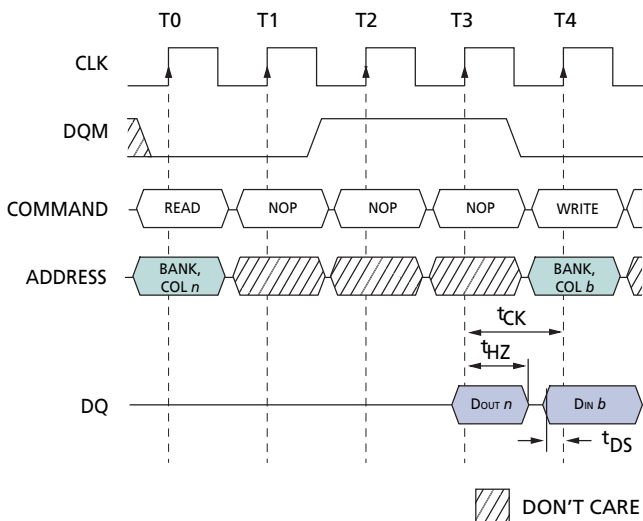 T0 T1 T2 T3 T4
CLK
DQM
COMMAND READ NOP NOP NOP WRITE
ADDRESS BANK, COL n BANK, COL b
tCK
tHZ
DQ DOUT n DIN b
tDS
DON'T CARE